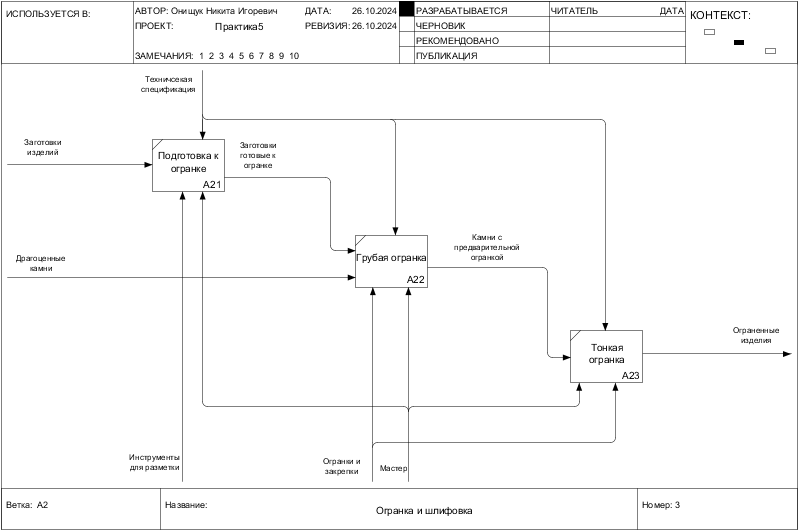 ИСПОЛЬЗУЕТСЯ В:
АВТОР: Онищук Никита Игоревич
ДАТА: 26.10.2024
ПРОЕКТ: Практика5
РЕВИЗИЯ: 26.10.2024
ЗАМЕЧАНИЯ: 1 2 3 4 5 6 7 8 9 10
РАЗРАБАТЫВАЕТСЯ
ЧЕРНОВИК
РЕКОМЕНДОВАНО
ПУБЛИКАЦИЯ
ЧИТАТЕЛЬ ДАТА
КОНТЕКСТ:
Техничсекая
спецификация
Заготовки
изделий
Подготовка к
огранке
A21
Заготовки
готовые к
огранке
Драгоценные
камни
Грубая огранка
A22
Камни с
предварительной
огранкой
Тонкая
огранка
A23
Ограненные
изделия
Инструменты
для разметки
Огранки и
закрепки
Мастер
Ветка: A2
Название:
Огранка и шлифовка
Номер: 3